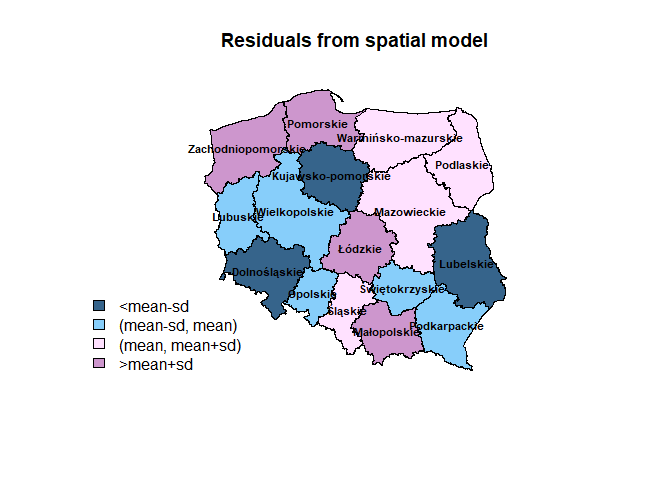 Residuals from spatial model
Pomorskie
Warmińsko-mazurskie
Zachodniopomorskie
Podlaskie
Kujawsko-pomorskie
Lubuskie
Wielkopolskie
Mazowieckie
Łódzkie
Lubelskie
Dolnośląskie
Opolskie
Świętokrzyskie
Śląskie
Małopolskie
Podkarpackie
<mean-sd
(mean-sd, mean)
(mean, mean+sd)
>mean+sd